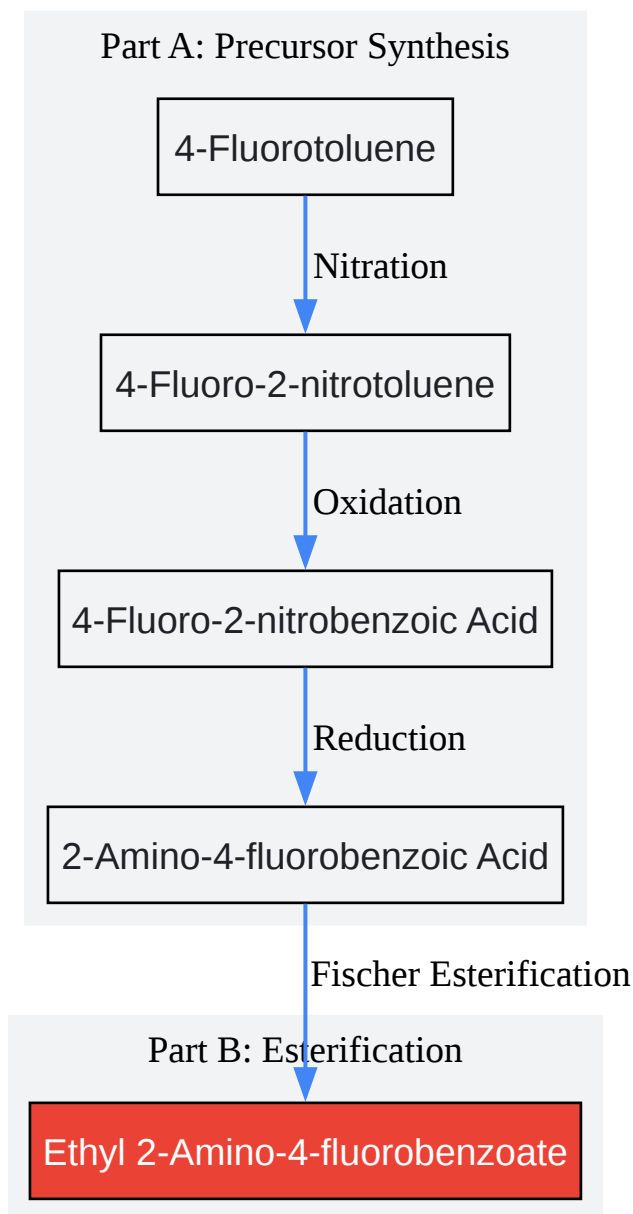 Part A: Precursor Synthesis
4-Fluorotoluene
Nitration
4-Fluoro-2-nitrotoluene
Oxidation
4-Fluoro-2-nitrobenzoic Acid
Reduction
2-Amino-4-fluorobenzoic Acid
Fischer Esterification
Part B: Esterification
Ethyl 2-Amino-4-fluorobenzoate